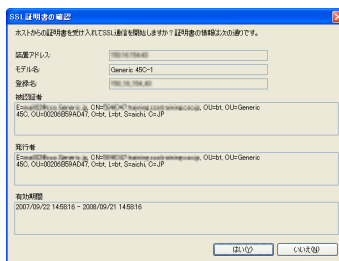 SSL証明書の確認
ホストからの証明書を受け入れてSSL通信を開始しますか？証明書の情報は次の通りです。
装置アドレス:
モデル名: Generic 45C-1
登録名:
被認証者
OU=bt, OU=Generic
45C, OU=00206B59AD47, O=bt, L=bt, S=aichi, C=JP
発行者
OU=bt, OU=Generic
45C, OU=00206B59AD47, O=bt, L=bt, S=aichi, C=JP
有効期間
2007/09/22 14:58:16 - 2008/09/21 14:58:16
はい(Y) いいえ(N)